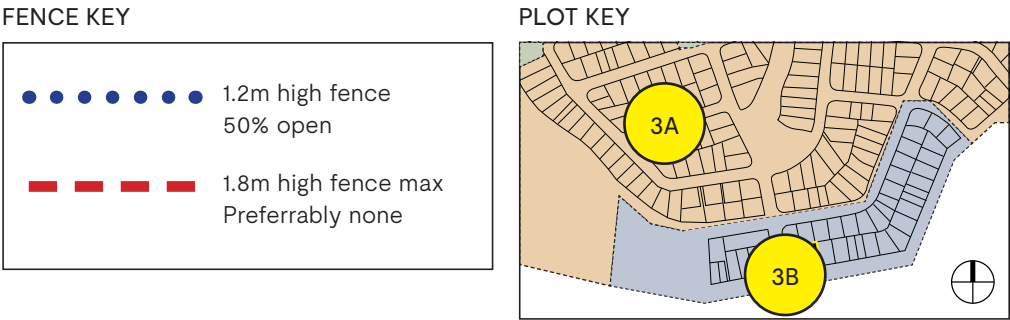 FENCE KEY
1.2m high fence
50% open
1.8m high fence max
Preferrably none
PLOT KEY
3A
3B